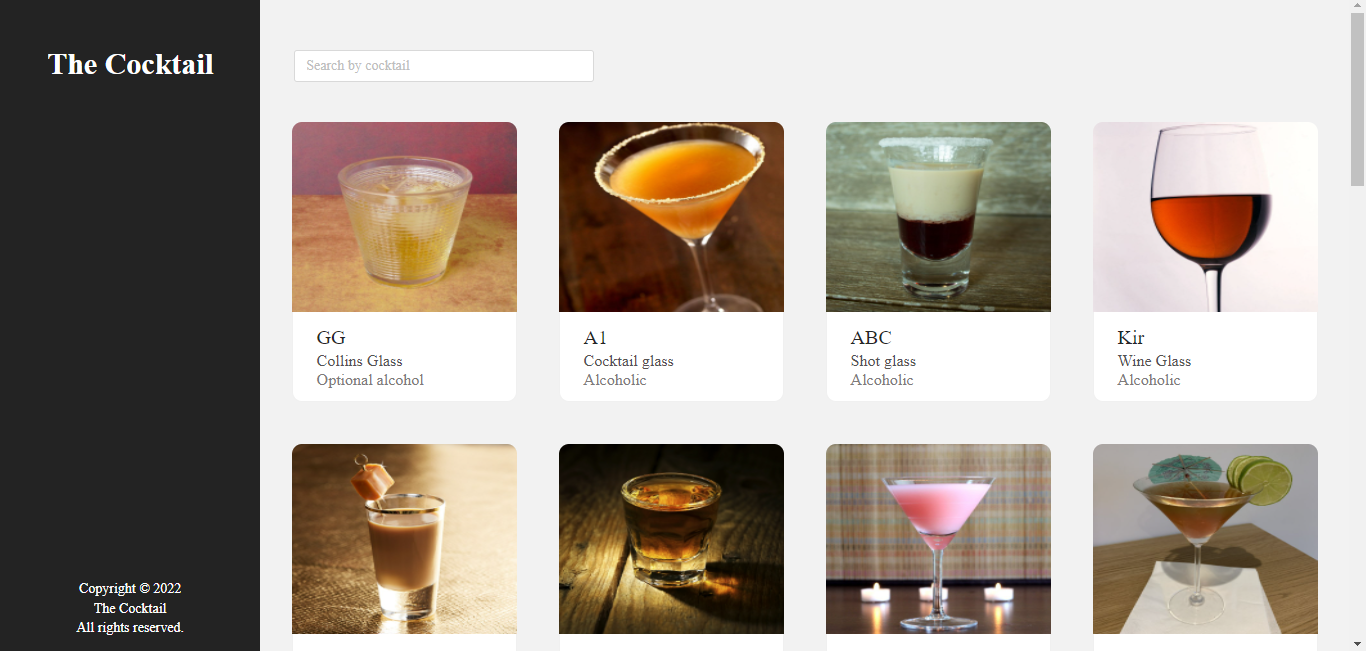 The Cocktail
Search by cocktail
GG
Collins Glass
Optional alcohol
A1
Cocktail glass
Alcoholic
ABC
Shot glass
Alcoholic
Kir
Wine Glass
Alcoholic
Copyright © 2022
The Cocktail
All rights reserved.